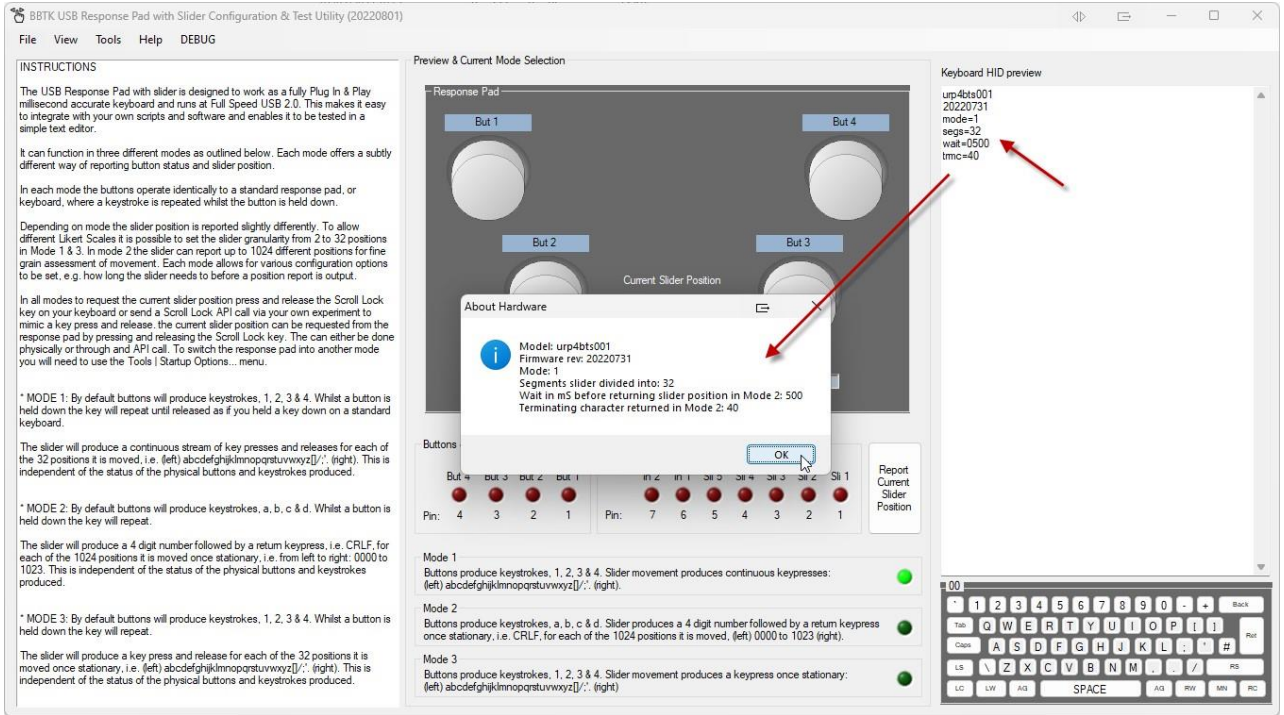 BBTK USB Response Pad with Slider Configuration & Test Utility (20220801)
File View Tools Help DEBUG
INSTRUCTIONS
The USB Response Pad with slider is designed to work as a fully Plug In & Play
millisecond accurate keyboard and runs at Full Speed USB 2.0. This makes it easy
to integrate with your own scripts and software and enables it to be tested in a
simple text editor.
It can function in three different modes as outlined below. Each mode offers a subtly
different way of reporting button status and slider position.
In each mode the buttons operate identically to a standard response pad, or
keyboard, where a keystroke is repeated whilst the button is held down.
Depending on mode the slider position is reported slightly differently. To allow
different Likert Scales it is possible to set the slider granularity from 2 to 32 positions
in Mode 1 & 3. In mode 2 the slider can report up to 1024 different positions for fine
grain assessment of movement. Each mode allows for various configuration options
to be set, e.g. how long the slider needs to before a position report is output.
In all modes to request the current slider position press and release the Scroll Lock
key on your keyboard or send a Scroll Lock API call via your own experiment to
mimic a key press and release. the current slider position can be requested from the
response pad by pressing and releasing the Scroll Lock key. The can either be done
physically or through and API call. To switch the response pad into another mode
you will need to use the Tools | Startup Options... menu.
* MODE 1: By default buttons will produce keystrokes, 1, 2, 3 & 4. Whilst a button is
held down the key will repeat until released as if you held a key down on a standard
keyboard.
The slider will produce a continuous stream of key presses and releases for each of
the 32 positions it is moved, i.e. (left) abcdefghijklmnopqrstuvwxyz[]/;'. (right). This is
independent of the status of the physical buttons and keystrokes produced.
* MODE 2: By default buttons will produce keystrokes, a, b, c & d. Whilst a button is
held down the key will repeat.
The slider will produce a 4 digit number followed by a return keypress, i.e. CRLF, for
each of the 1024 positions it is moved once stationary, i.e. from left to right: 0000 to
1023. This is independent of the status of the physical buttons and keystrokes
produced.
* MODE 3: By default buttons will produce keystrokes, 1, 2, 3 & 4. Whilst a button is
held down the key will repeat.
The slider will produce a key press and release for each of the 32 positions it is
moved once stationary, i.e. (left) abcdefghijklmnopqrstuvwxyz[]/;'. (right). This is
independent of the status of the physical buttons and keystrokes produced.
Preview & Current Mode Selection
Response Pad
But 1 But 4
But 2 But 3
Current Slider Position
About Hardware
Model: urp4bts001
Firmware rev: 20220731
Mode: 1
Segments slider divided into: 32
Wait in mS before returning slider position in Mode 2: 500
Terminating character returned in Mode 2: 40
OK
Buttons
But 4 But 3 But 2 But 1 In 2 In 1 Sli 5 Sli 4 Sli 3 Sli 2 Sli 1
Pin: 4 3 2 1 Pin: 7 6 5 4 3 2 1
Report
Current
Slider
Position
Mode 1
Buttons produce keystrokes, 1, 2, 3 & 4. Slider movement produces continuous keypresses:
(left) abcdefghijklmnopqrstuvwxyz[]/;'. (right).
Mode 2
Buttons produce keystrokes, a, b, c & d. Slider produces a 4 digit number followed by a return keypress
once stationary, i.e. CRLF, for each of the 1024 positions it is moved, (left) 0000 to 1023 (right).
Mode 3
Buttons produce keystrokes, 1, 2, 3 & 4. Slider movement produces a keypress once stationary:
(left) abcdefghijklmnopqrstuvwxyz[]/;'. (right)
Keyboard HID preview
urp4bts001
20220731
mode=1
segs=32
wait=0500
trmc=40
00
` 1 2 3 4 5 6 7 8 9 0 - + Back
Tab Q W E R T Y U I O P [ ] Ret
Caps A S D F G H J K L ; ' #
LS \ Z X C V B N M , . / RS
LC LW AG SPACE AG RW MN RC